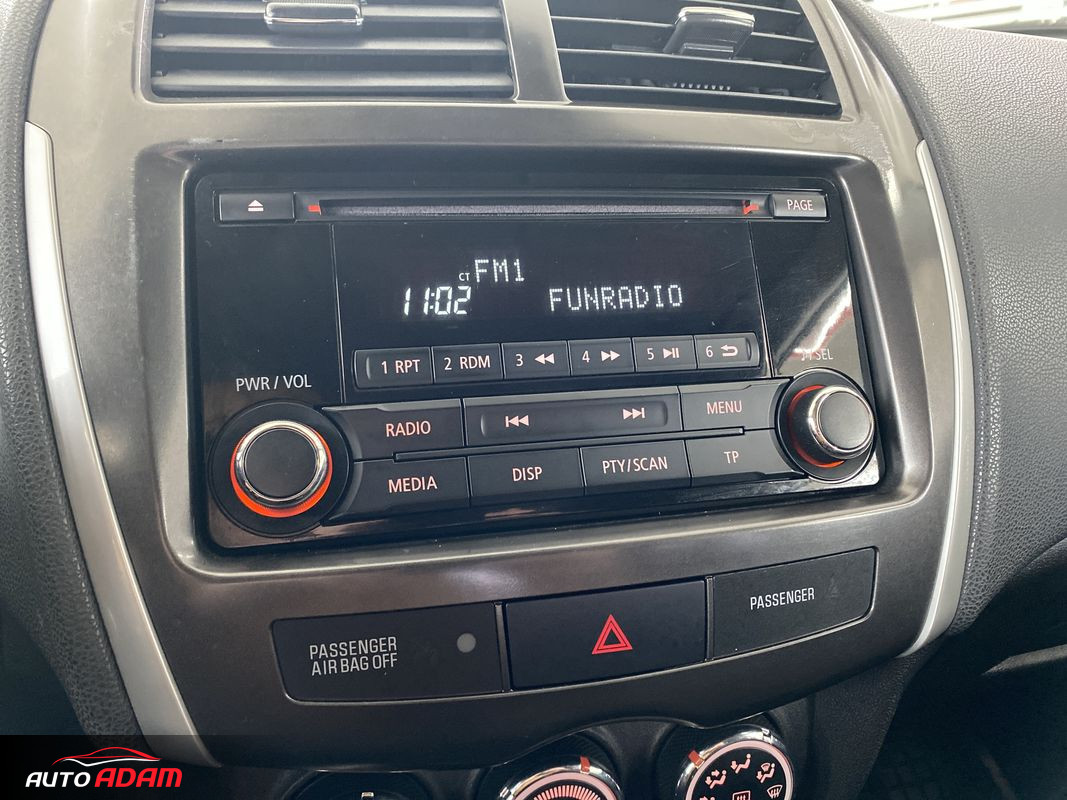 PAGE
CT FM1
11:02 FUNRADIO
1 RPT 2 RDM 3 4 5 6
PWR / VOL
SEL
RADIO
MENU
MEDIA
DISP
PTY/SCAN
TP
PASSENGER
AIR BAG OFF
PASSENGER
AUTO ADAM